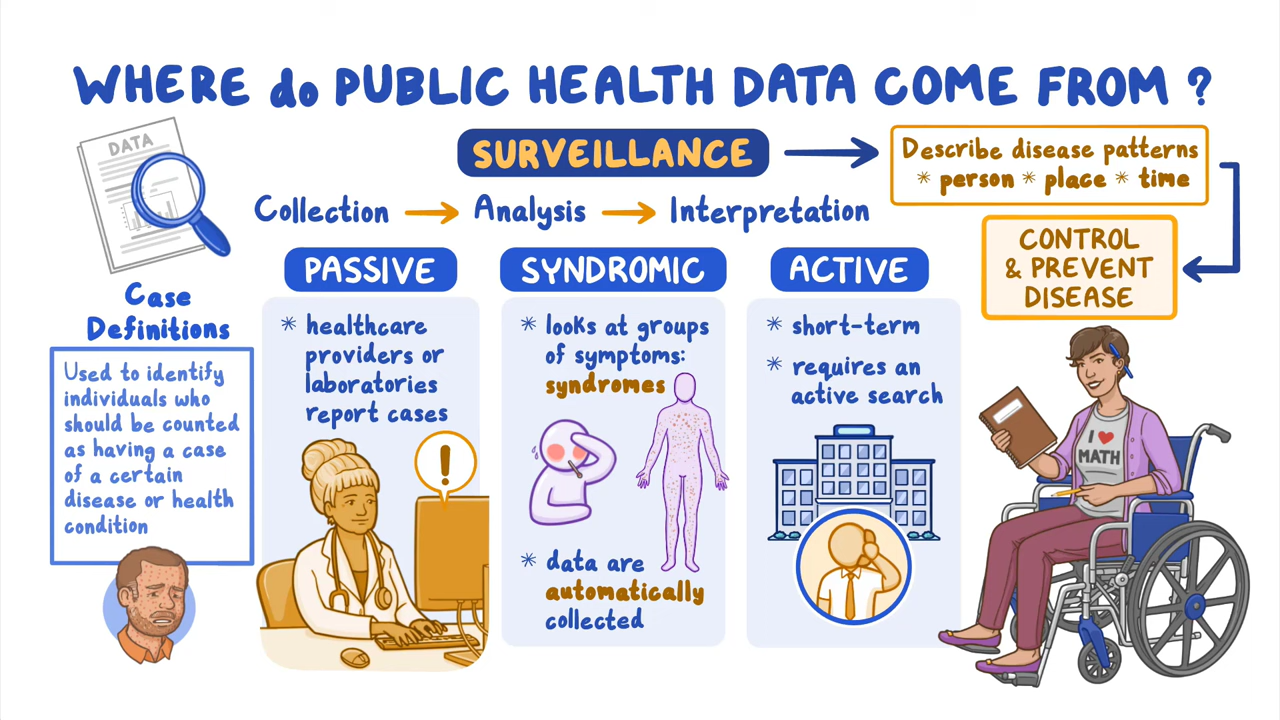 WHERE do PUBLIC HEALTH DATA COME FROM ?
DATA
SURVEILLANCE
Describe disease patterns
* person * place * time
Collection → Analysis → Interpretation
CONTROL
& PREVENT
DISEASE
Case
Definitions
Used to identify
individuals who
should be counted
as having a case
of a certain
disease or health
condition
PASSIVE
* healthcare
providers or
laboratories
report cases
!
SYNDROMIC
* looks at groups
of symptoms:
syndromes
* data are
automatically
collected
ACTIVE
* short-term
* requires an
active search
I ♥
MATH